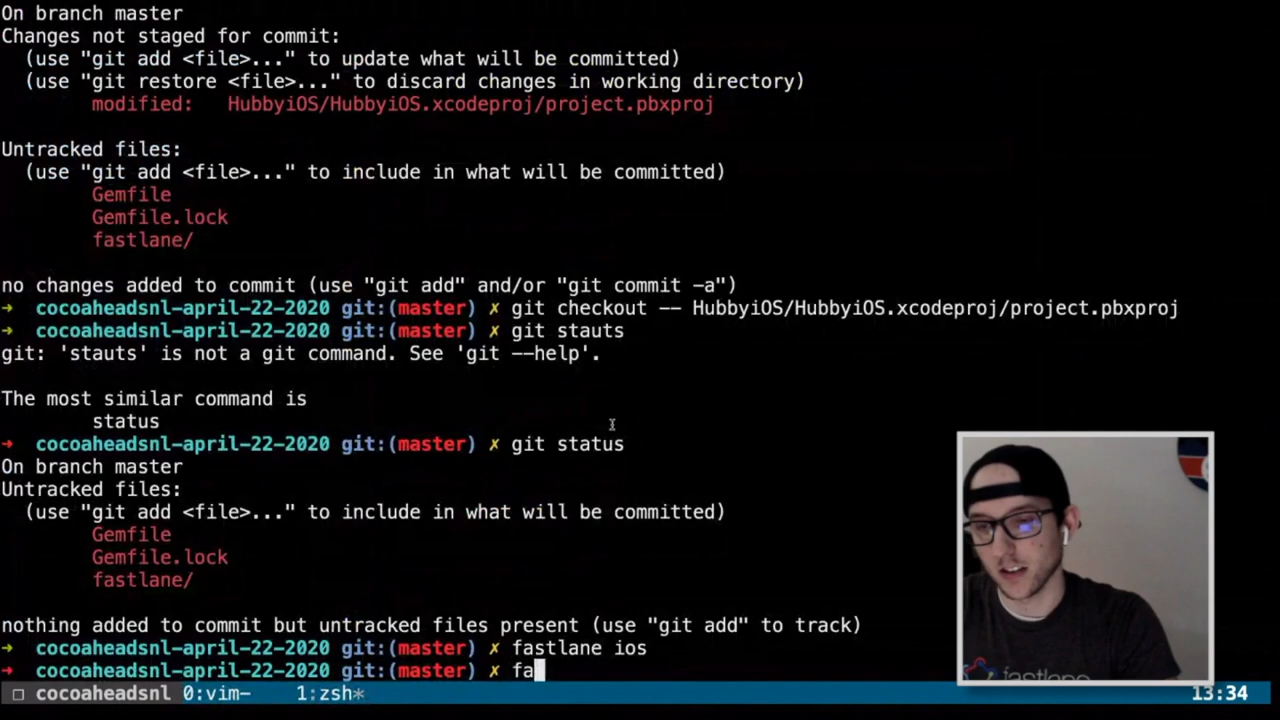 On branch master
Changes not staged for commit:
(use "git add <file>..." to update what will be committed)
(use "git restore <file>..." to discard changes in working directory)
modified:   HubbyiOS/HubbyiOS.xcodeproj/project.pbxproj
Untracked files:
(use "git add <file>..." to include in what will be committed)
Gemfile
Gemfile.lock
fastlane/
no changes added to commit (use "git add" and/or "git commit -a")
➜  cocoaheadsnl-april-22-2020 git:(master) ✗ git checkout -- HubbyiOS/HubbyiOS.xcodeproj/project.pbxproj
➜  cocoaheadsnl-april-22-2020 git:(master) ✗ git stauts
git: 'stauts' is not a git command. See 'git --help'.
The most similar command is
status
➜  cocoaheadsnl-april-22-2020 git:(master) ✗ git status
On branch master
Untracked files:
(use "git add <file>..." to include in what will be committed)
Gemfile
Gemfile.lock
fastlane/
nothing added to commit but untracked files present (use "git add" to track)
➜  cocoaheadsnl-april-22-2020 git:(master) ✗ fastlane ios
➜  cocoaheadsnl-april-22-2020 git:(master) ✗ fa
fastlane
cocoaheadsnl 0:vim-  1:zsh* 13:34